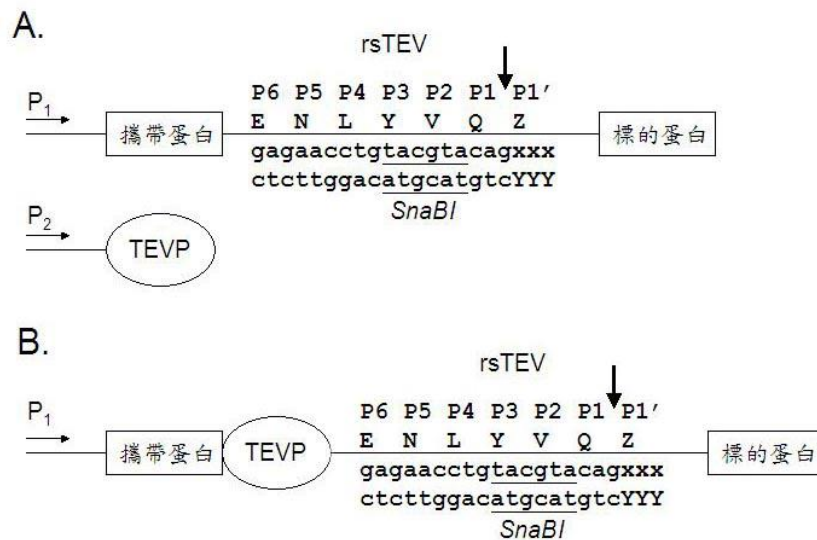 A.
rsTEV
P6 P5 P4 P3 P2 P1 P1′
P₁
E N L Y V Q Z
攜帶蛋白
標的蛋白
gagaacctgtacgtacagxxx
ctcttggacatgcatgtcYYY
SnaBI
P₂
TEVP
B.
rsTEV
P6 P5 P4 P3 P2 P1 P1′
P₁
E N L Y V Q Z
攜帶蛋白
TEVP
標的蛋白
gagaacctgtacgtacagxxx
ctcttggacatgcatgtcYYY
SnaBI